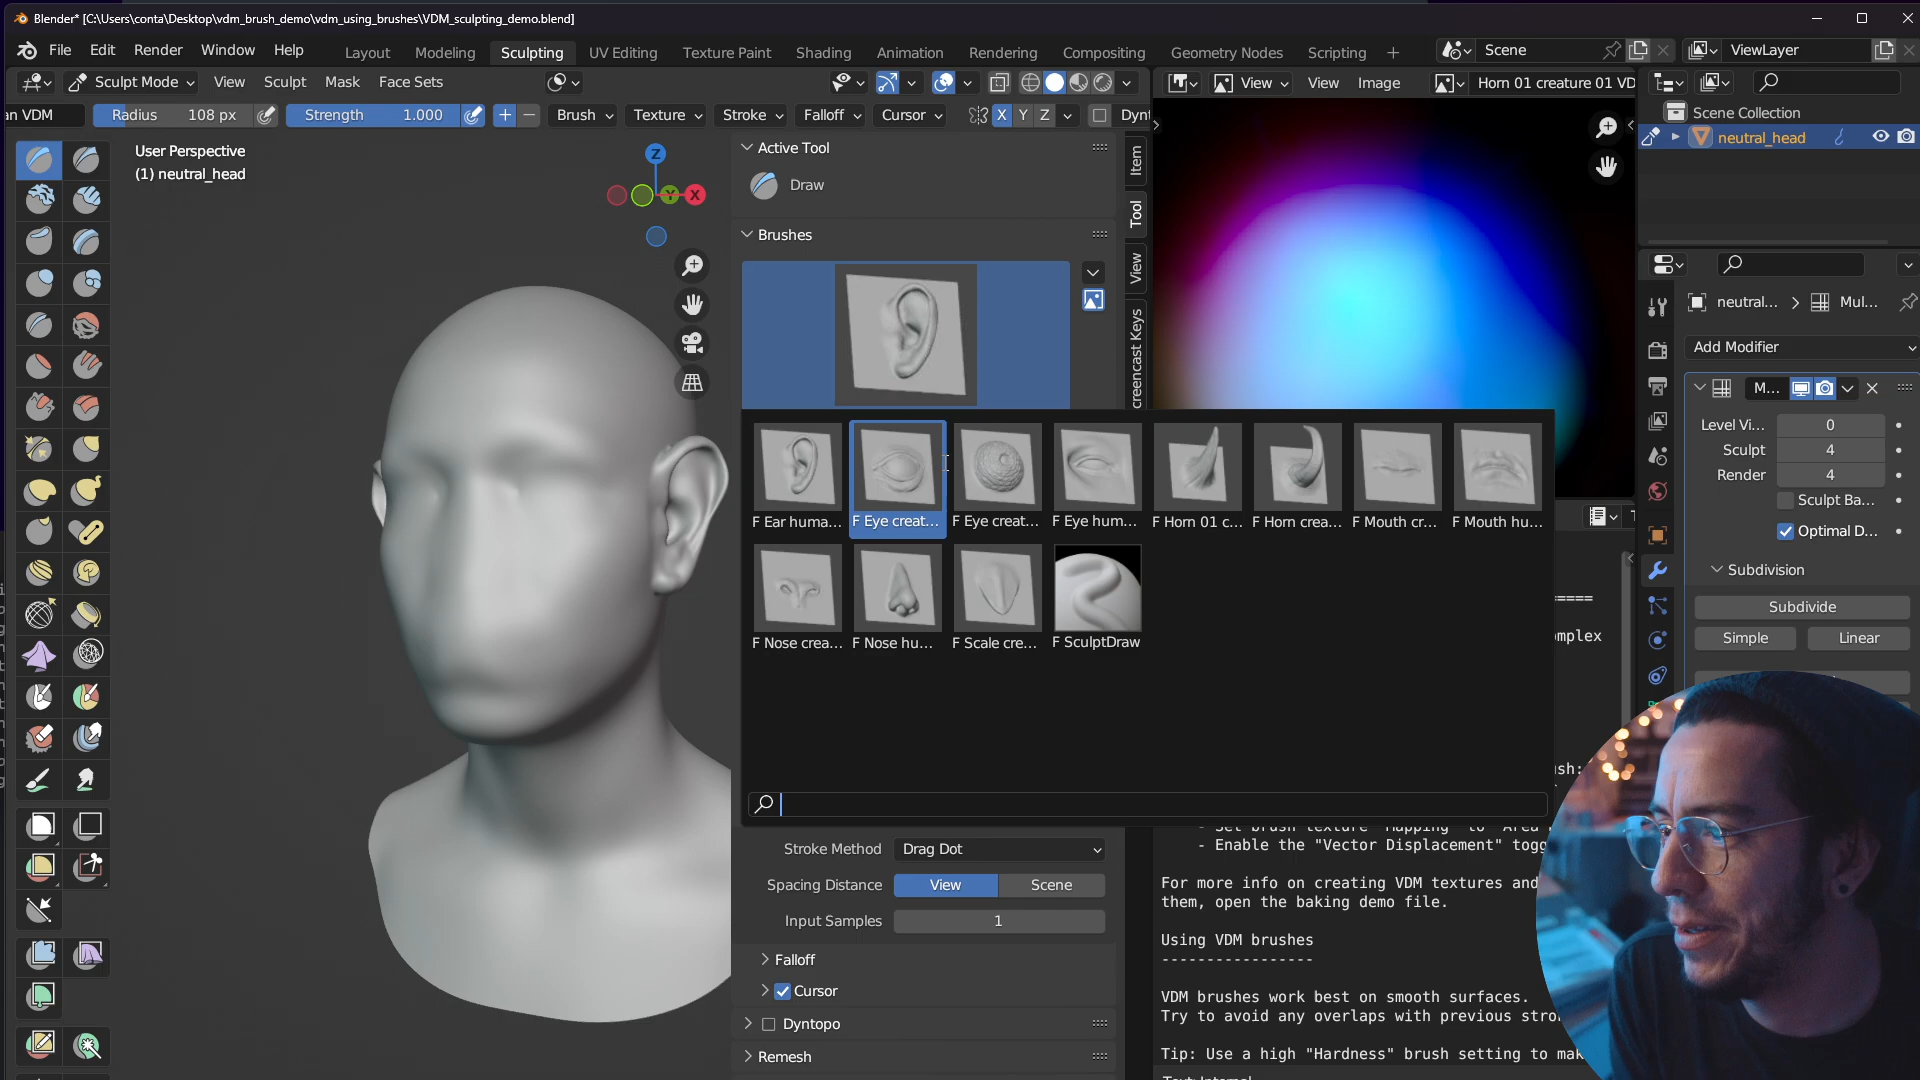 Blender* [C:\Users\conta\Desktop\vdm_brush_demo\vdm_using_brushes\VDM_sculpting_demo.blend]
File Edit Render Window Help Layout Modeling Sculpting UV Editing Texture Paint Shading Animation Rendering Compositing Geometry Nodes Scripting + Scene ViewLayer
Sculpt Mode View Sculpt Mask Face Sets View View Image Horn 01 creature 01 VD
an VDM Radius 108 px Strength 1.000 Brush Texture Stroke Falloff Cursor X Y Z Dynt
Scene Collection
neutral_head
User Perspective
(1) neutral_head
Z
Y
X
Active Tool
Draw
Brushes
Item
Tool
View
creencast Keys
F Ear huma... F Eye creat... F Eye creat... F Eye hum... F Horn 01 c... F Horn crea... F Mouth cr... F Mouth hu...
F Nose crea... F Nose hu... F Scale cre... F SculptDraw
Stroke Method Drag Dot
Spacing Distance View Scene
Input Samples 1
Falloff
Cursor
Dyntopo
Remesh
neutral... Mul...
Add Modifier
M...
Level Vi... 0
Sculpt 4
Render 4
Sculpt Ba...
Optimal D...
Subdivision
Subdivide
Simple Linear
=====
omplex
ush:
- Enable the "Vector Displacement" togg
For more info on creating VDM textures and
them, open the baking demo file.
Using VDM brushes
-----------------
VDM brushes work best on smooth surfaces.
Try to avoid any overlaps with previous stro
Tip: Use a high "Hardness" brush setting to mak